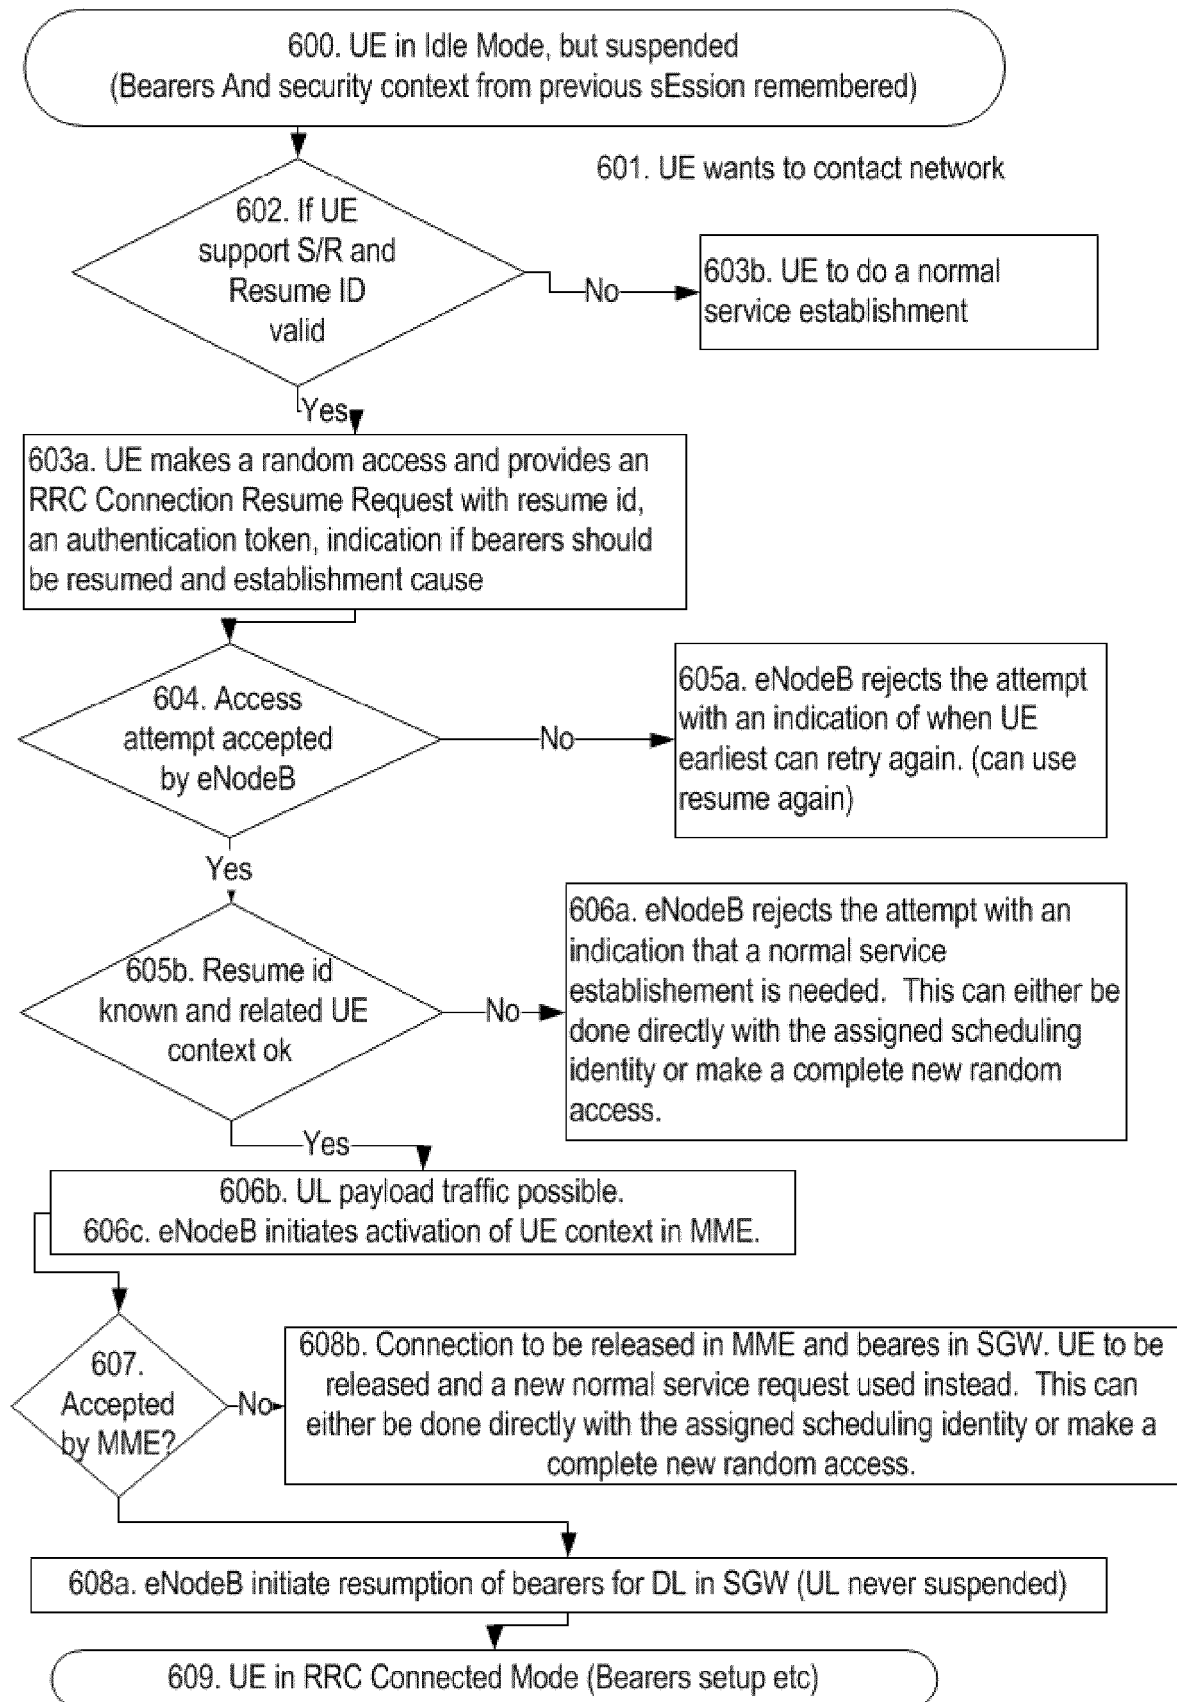 600. UE in Idle Mode, but suspended
(Bearers And security context from previous sEssion remembered)
601. UE wants to contact network
602. If UE
support S/R and
Resume ID
valid
No
603b. UE to do a normal
service establishment
Yes
603a. UE makes a random access and provides an
RRC Connection Resume Request with resume id,
an authentication token, indication if bearers should
be resumed and establishment cause
604. Access
attempt accepted
by eNodeB
No
605a. eNodeB rejects the attempt
with an indication of when UE
earliest can retry again. (can use
resume again)
Yes
605b. Resume id
known and related UE
context ok
No
606a. eNodeB rejects the attempt with an
indication that a normal service
establishement is needed. This can either be
done directly with the assigned scheduling
identity or make a complete new random
access.
Yes
606b. UL payload traffic possible.
606c. eNodeB initiates activation of UE context in MME.
607.
Accepted
by MME?
No
608b. Connection to be released in MME and beares in SGW. UE to be
released and a new normal service request used instead. This can
either be done directly with the assigned scheduling identity or make a
complete new random access.
608a. eNodeB initiate resumption of bearers for DL in SGW (UL never suspended)
609. UE in RRC Connected Mode (Bearers setup etc)